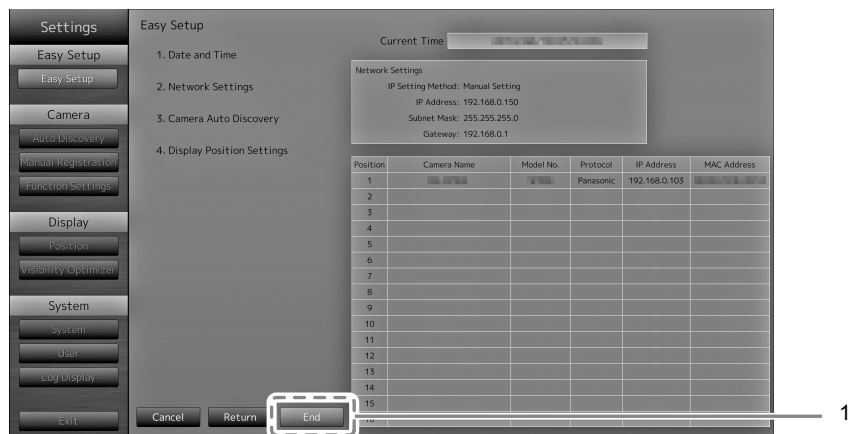 Settings
Easy Setup
Easy Setup
Camera
Auto Discovery
Manual Registration
Function Settings
Display
Position
Visibility Optimizer
System
System
User
Log Display
Exit
Easy Setup
1. Date and Time
2. Network Settings
3. Camera Auto Discovery
4. Display Position Settings
Cancel Return End
Current Time
Network Settings
IP Setting Method: Manual Setting
IP Address: 192.168.0.150
Subnet Mask: 255.255.255.0
Gateway: 192.168.0.1
Position Camera Name Model No. Protocol IP Address MAC Address
1 Panasonic 192.168.0.103
2
3
4
5
6
7
8
9
10
11
12
13
14
15
16
1